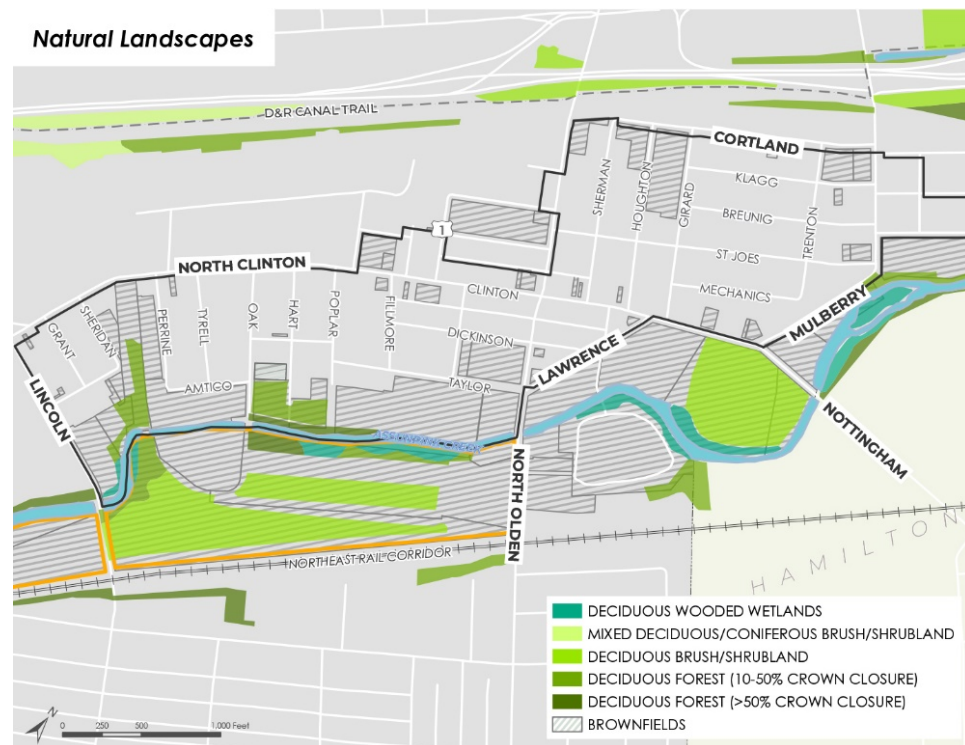 Natural Landscapes
D&R CANAL TRAIL
CORTLAND
KLAGG
SHERMAN
HOUGHTON
GIRARD
BREUNIG
TRENTON
1
ST JOES
NORTH CLINTON
CLINTON
MECHANICS
MULBERRY
GRANT
SHERIDAN
PERRINE
TYRELL
OAK
HART
POPLAR
FILLMORE
DICKINSON
LAWRENCE
AMTICO
TAYLOR
LINCOLN
NOTTINGHAM
NORTH OLDEN
NORTHEAST RAIL CORRIDOR
HAMILTON
DECIDUOUS WOODED WETLANDS
MIXED DECIDUOUS/CONIFEROUS BRUSH/SHRUBLAND
DECIDUOUS BRUSH/SHRUBLAND
DECIDUOUS FOREST (10-50% CROWN CLOSURE)
DECIDUOUS FOREST (>50% CROWN CLOSURE)
BROWNFIELDS
N
0 250 500 1,000 Feet